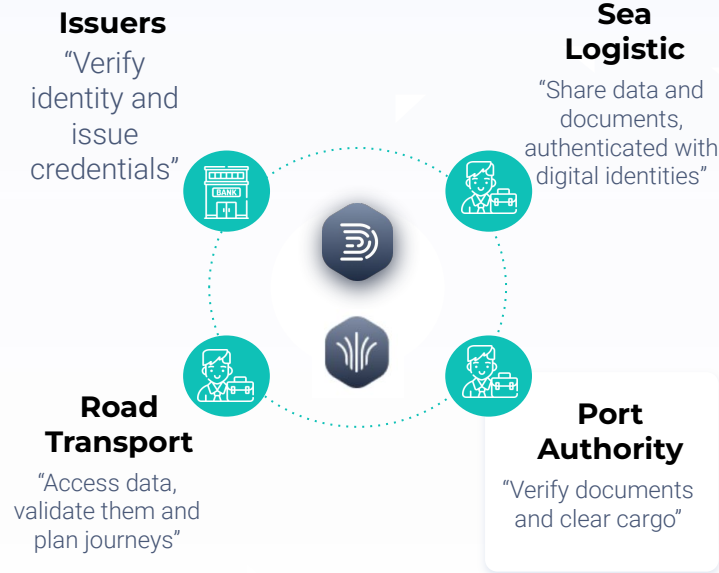 Issuers
“Verify
identity and
issue
credentials”
Sea
Logistic
“Share data and
documents,
authenticated with
digital identities”
BANK
Road
Transport
“Access data,
validate them and
plan journeys”
Port
Authority
“Verify documents
and clear cargo”